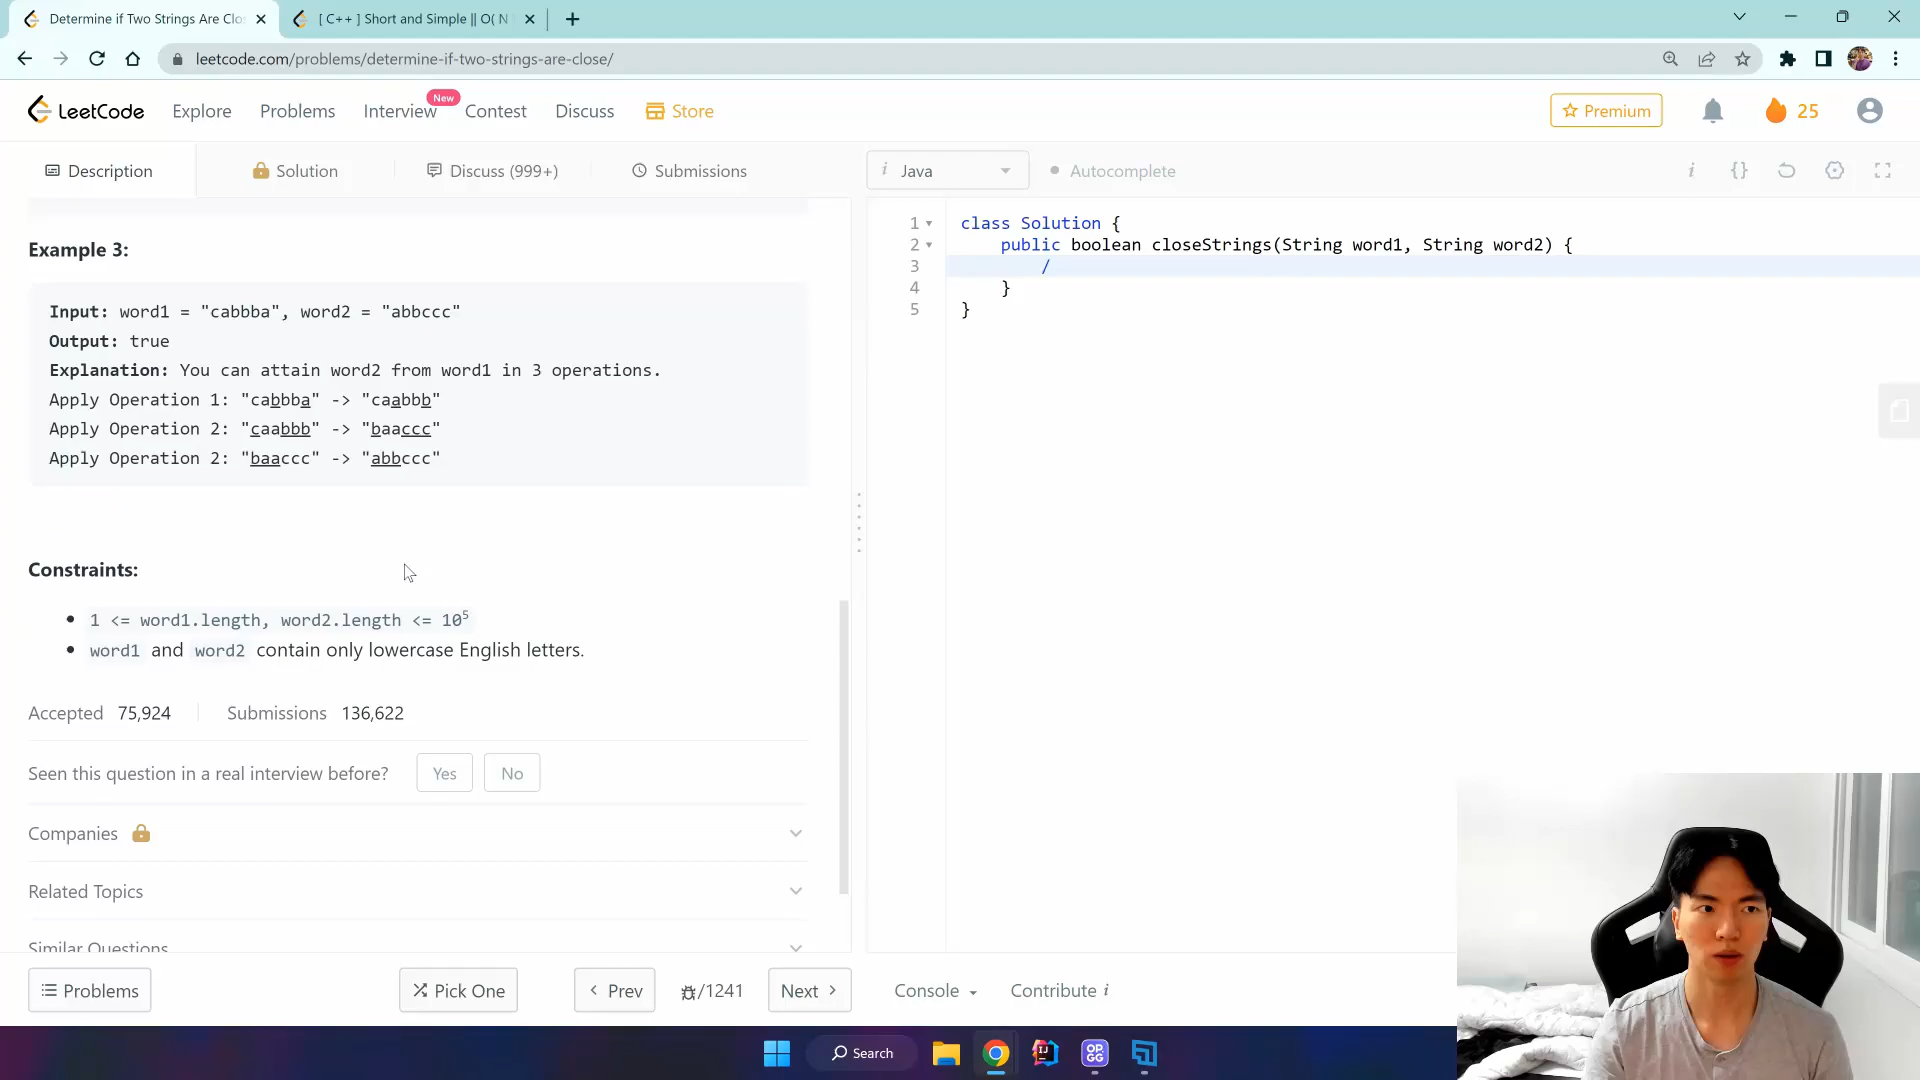 Determine if Two Strings Are Clo
[ C++ ] Short and Simple || O( N
leetcode.com/problems/determine-if-two-strings-are-close/
LeetCode
Explore
Problems
Interview
New
Contest
Discuss
Store
Premium
25
Description
Solution
Discuss (999+)
Submissions
i Java
Autocomplete
i
{}
Example 3:
Input: word1 = "cabbba", word2 = "abbccc"
Output: true
Explanation: You can attain word2 from word1 in 3 operations.
Apply Operation 1: "cabbba" -> "caabbb"
Apply Operation 2: "caabbb" -> "baaccc"
Apply Operation 2: "baaccc" -> "abbccc"
Constraints:
1 <= word1.length, word2.length <= 10⁵
word1 and word2 contain only lowercase English letters.
Accepted 75,924
Submissions 136,622
Seen this question in a real interview before?
Yes
No
Companies
Related Topics
Similar Questions
1 class Solution {
2 public boolean closeStrings(String word1, String word2) {
3 /
4 }
5 }
Problems
Pick One
Prev
/1241
Next
Console
Contribute i
Search
IJ
OP.
GG